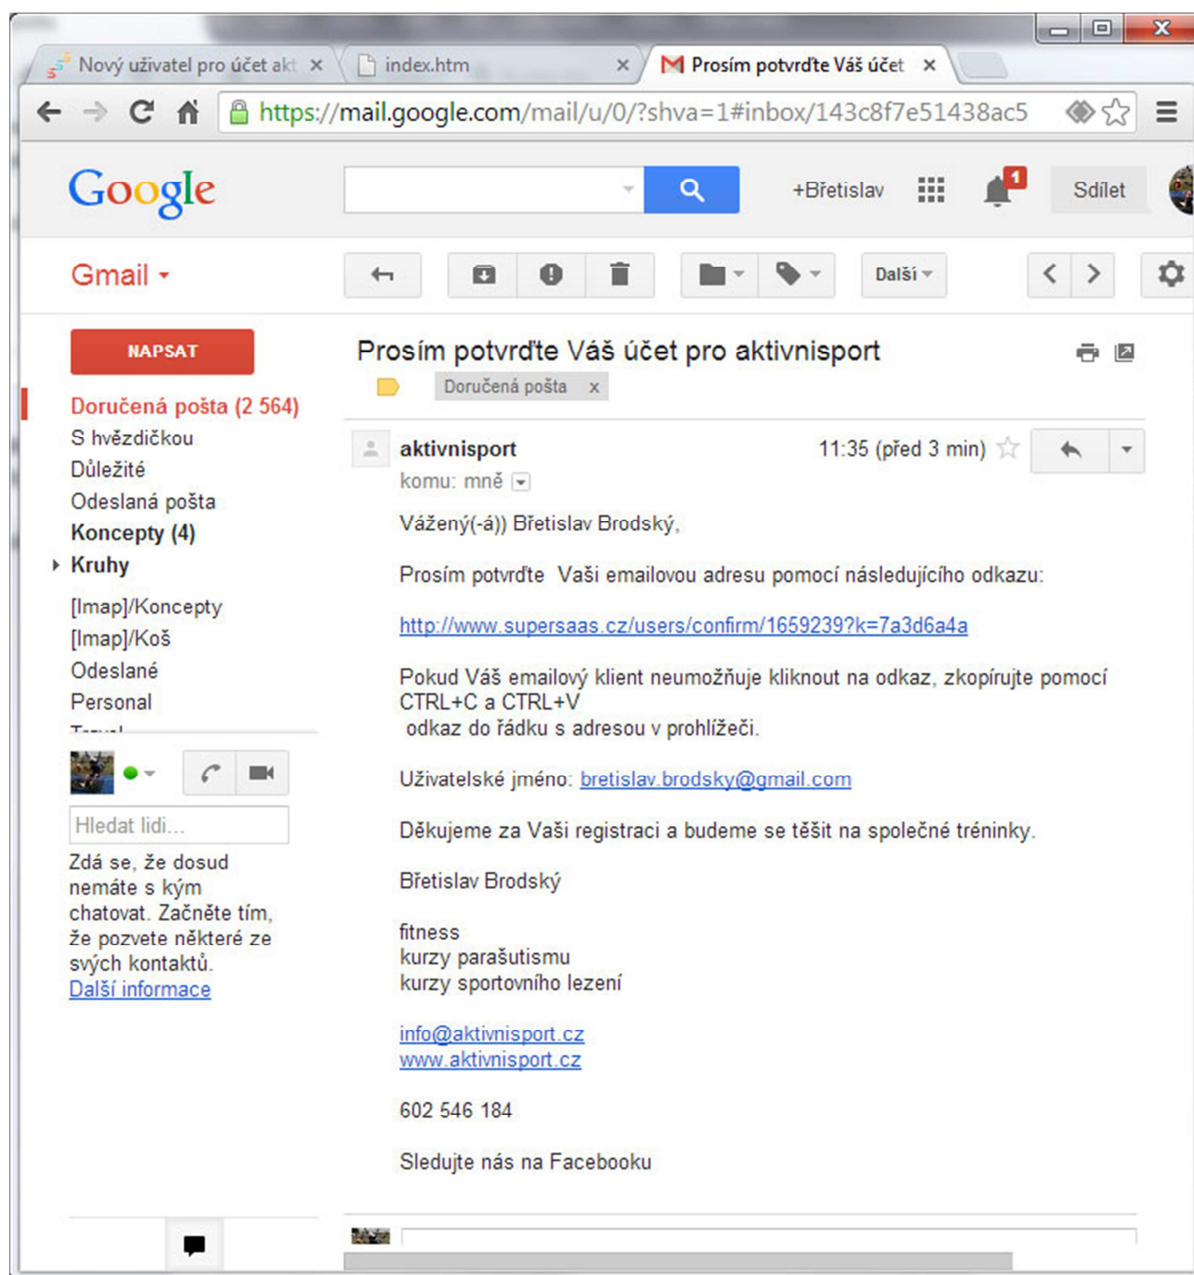 Nový uživatel pro účet akt
index.htm
Prosím potvrďte Váš účet
https://mail.google.com/mail/u/0/?shva=1#inbox/143c8f7e51438ac5
Google
+Břetislav
1
Sdílet
Gmail
Další
NAPSAT
Doručená pošta (2 564)
S hvězdičkou
Důležité
Odeslaná pošta
Koncepty (4)
Kruhy
[Imap]/Koncepty
[Imap]/Koš
Odeslané
Personal
Hledat lidi...
Zdá se, že dosud
nemáte s kým
chatovat. Začněte tím,
že pozvete některé ze
svých kontaktů.
Další informace
Prosím potvrďte Váš účet pro aktivnisport
Doručená pošta x
aktivnisport
11:35 (před 3 min)
komu: mně
Vážený(-á)) Břetislav Brodský,
Prosím potvrďte  Vaši emailovou adresu pomocí následujícího odkazu:
http://www.supersaas.cz/users/confirm/1659239?k=7a3d6a4a
Pokud Váš emailový klient neumožňuje kliknout na odkaz, zkopírujte pomocí
CTRL+C a CTRL+V
odkaz do řádku s adresou v prohlížeči.
Uživatelské jméno: bretislav.brodsky@gmail.com
Děkujeme za Vaši registraci a budeme se těšit na společné tréninky.
Břetislav Brodský
fitness
kurzy parašutismu
kurzy sportovního lezení
info@aktivnisport.cz
www.aktivnisport.cz
602 546 184
Sledujte nás na Facebooku